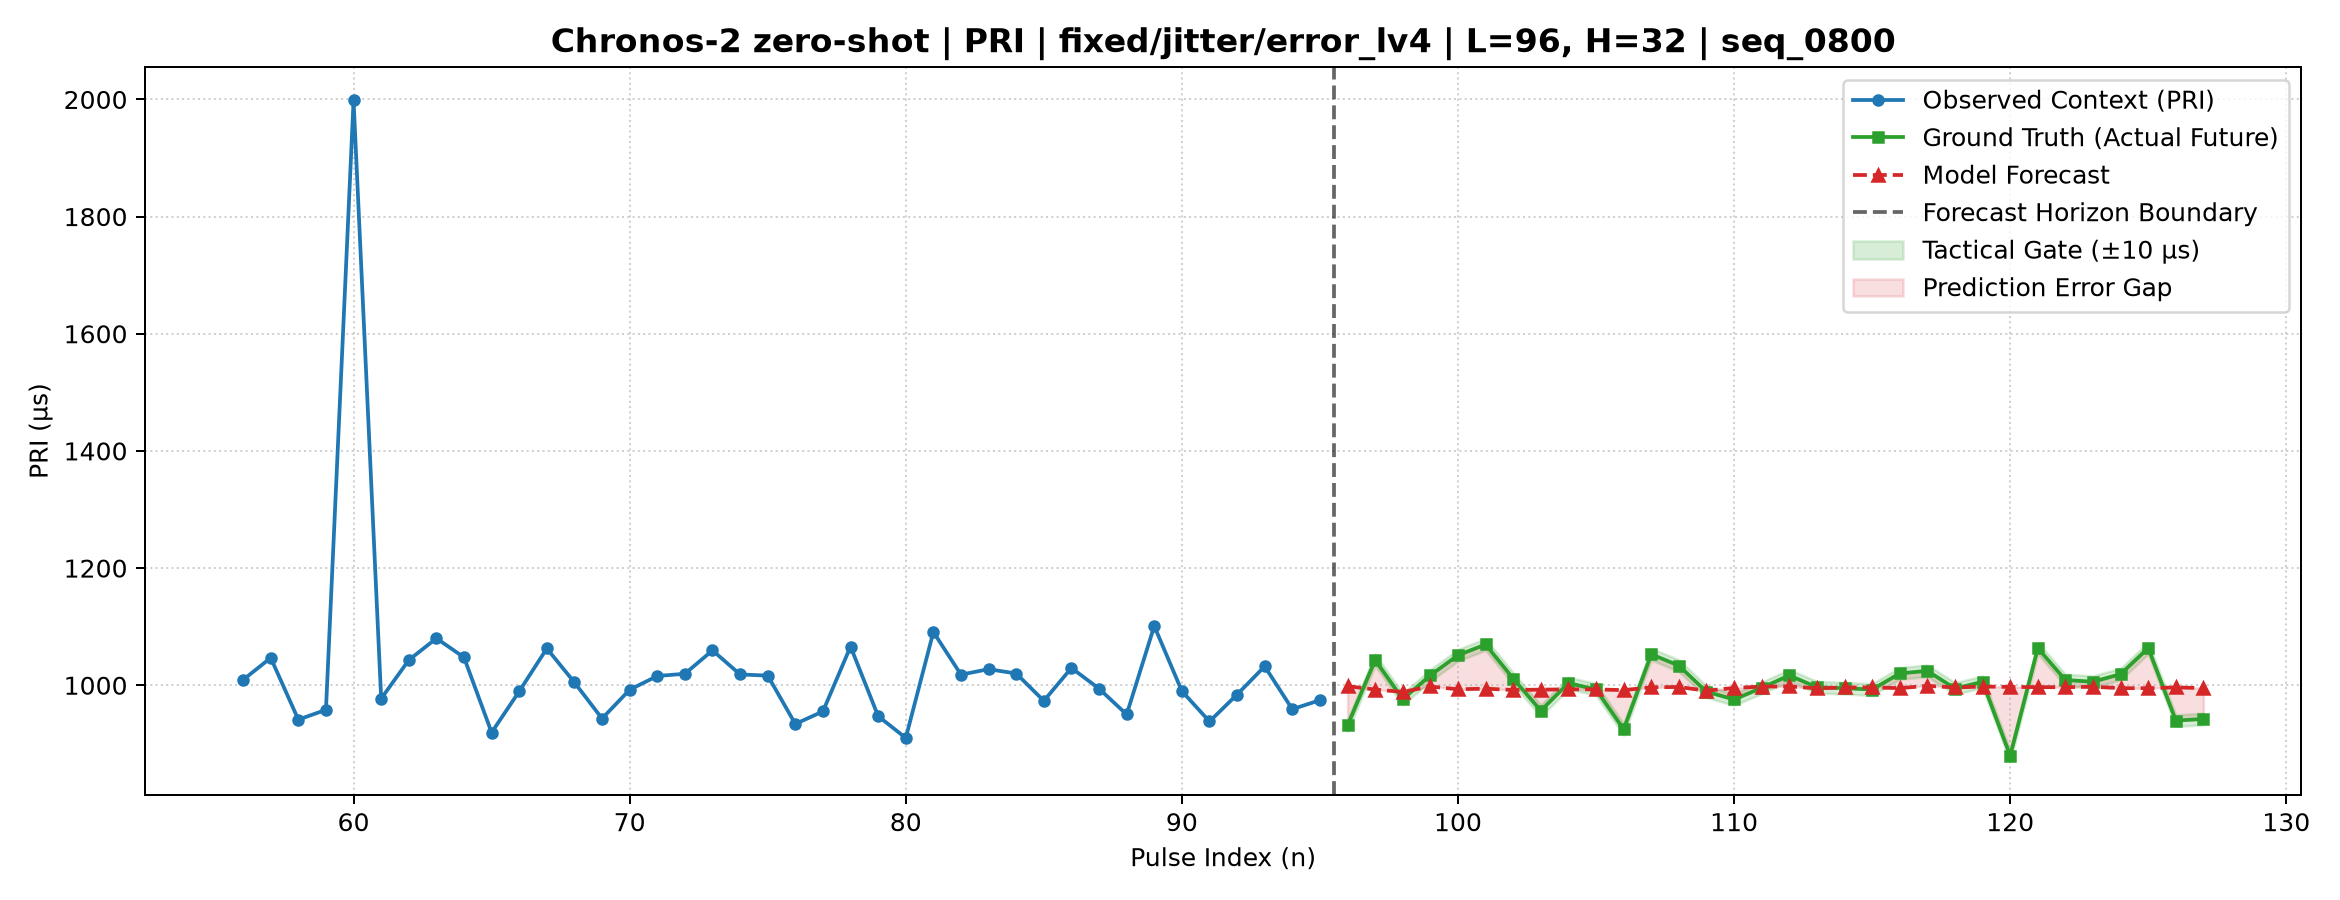 Chronos-2 zero-shot | PRI | fixed/jitter/error_lv4 | L=96, H=32 | seq_0800
2000
1800
1600
1400
1200
1000
PRI (µs)
Observed Context (PRI)
Ground Truth (Actual Future)
Model Forecast
Forecast Horizon Boundary
Tactical Gate (±10 µs)
Prediction Error Gap
60 70 80 90 100 110 120 130
Pulse Index (n)